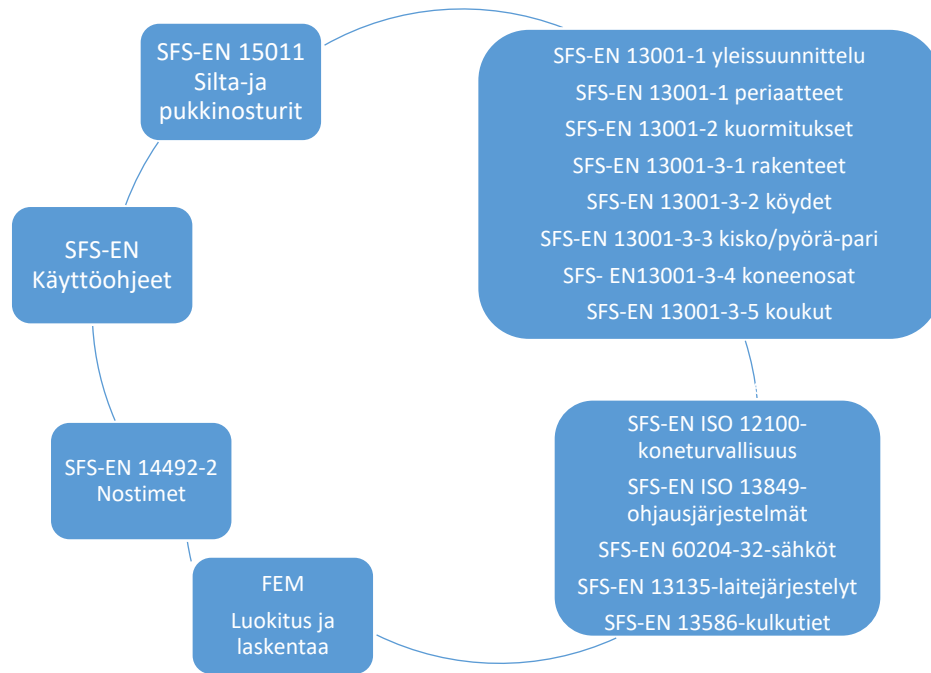 SFS-EN 15011
Silta-ja
pukkinosturit
SFS-EN 13001-1 yleissuunnittelu
SFS-EN 13001-1 periaatteet
SFS-EN 13001-2 kuormitukset
SFS-EN 13001-3-1 rakenteet
SFS-EN 13001-3-2 köydet
SFS-EN 13001-3-3 kisko/pyörä-pari
SFS- EN13001-3-4 koneenosat
SFS-EN 13001-3-5 koukut
SFS-EN ISO 12100-
koneturvallisuus
SFS-EN ISO 13849-
ohjausjärjestelmät
SFS-EN 60204-32-sähköt
SFS-EN 13135-laitejärjestelyt
SFS-EN 13586-kulkutiet
FEM
Luokitus ja
laskentaa
SFS-EN 14492-2
Nostimet
SFS-EN
Käyttöohjeet